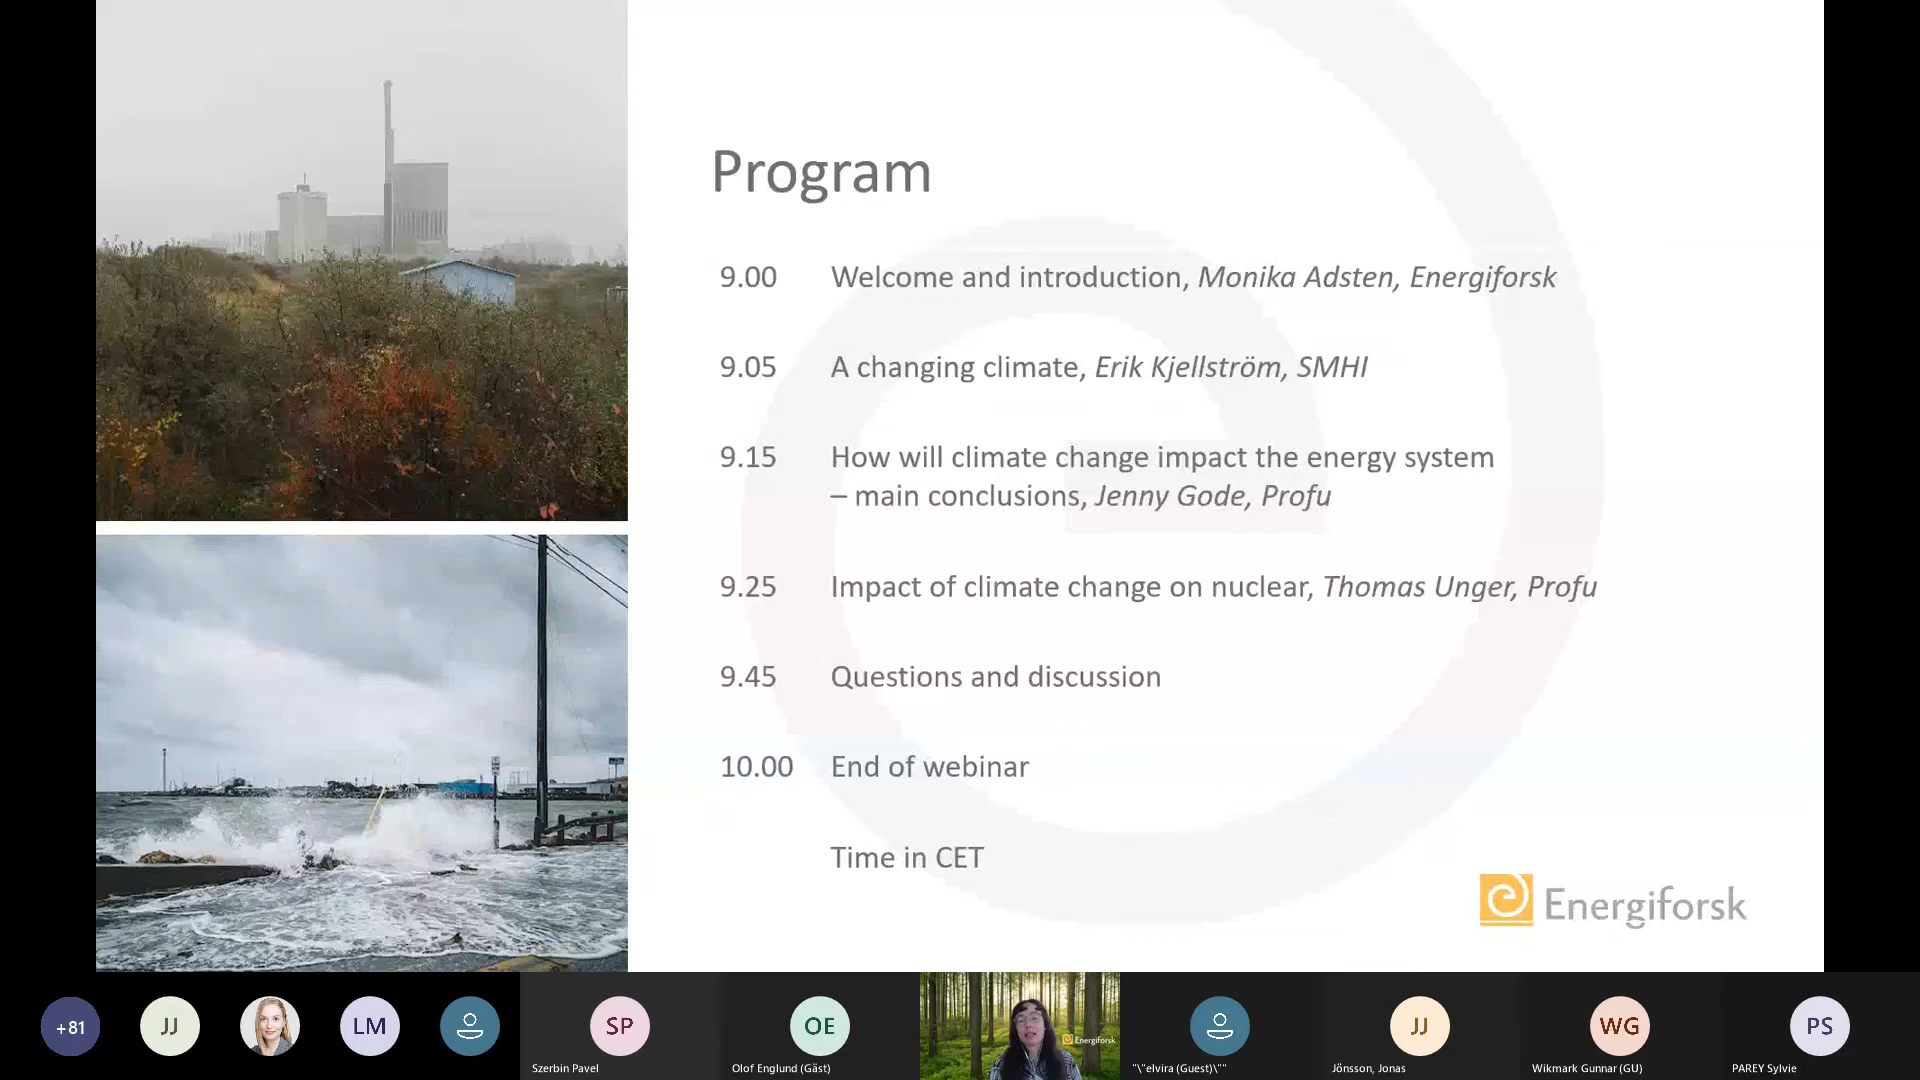 Program
9.00 Welcome and introduction, Monika Adsten, Energiforsk
9.05 A changing climate, Erik Kjellström, SMHI
9.15 How will climate change impact the energy system
– main conclusions, Jenny Gode, Profu
9.25 Impact of climate change on nuclear, Thomas Unger, Profu
9.45 Questions and discussion
10.00 End of webinar
Time in CET
Energiforsk
+81
JJ
LM
SP
Szerbin Pavel
OE
Olof Englund (Gäst)
Energiforsk
"\"elvira (Guest)\""
JJ
Jönsson, Jonas
WG
Wikmark Gunnar (GU)
PS
PAREY Sylvie